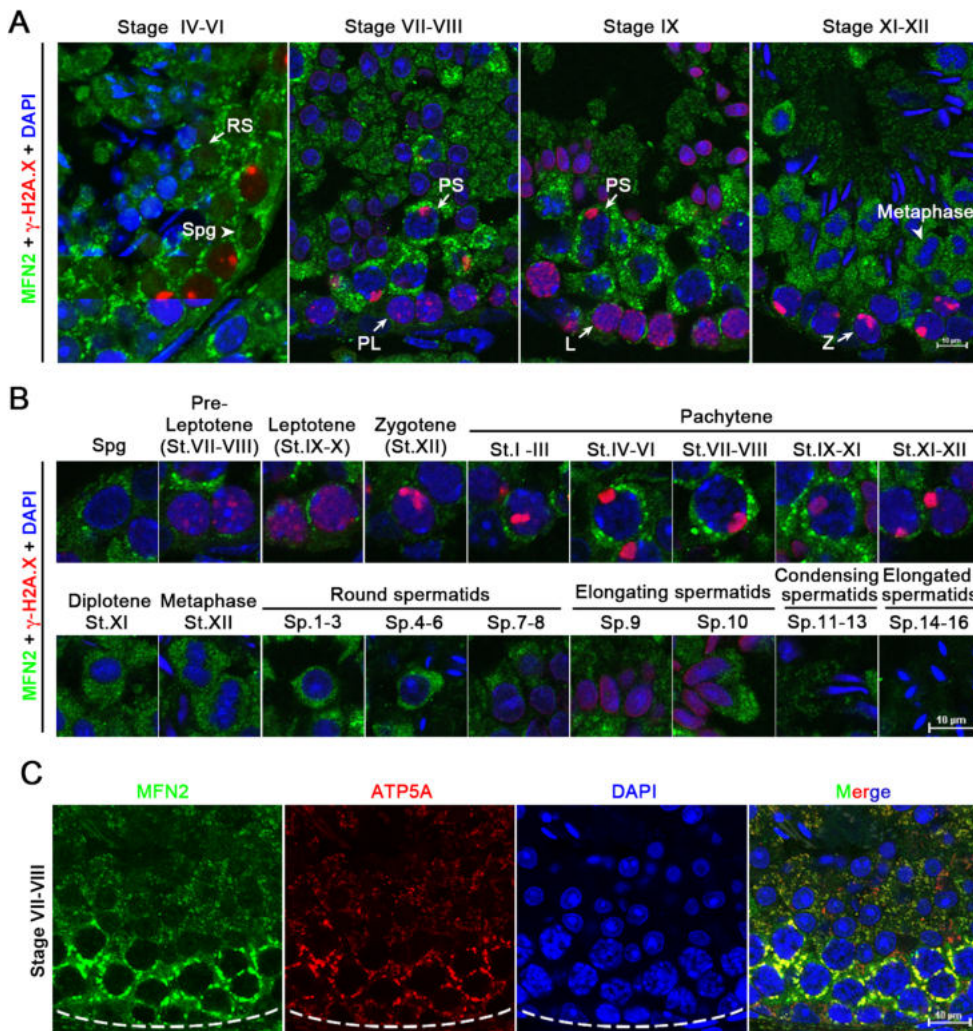 A
Stage IV-VI
Stage VII-VIII
Stage IX
Stage XI-XII
MFN2 + γ-H2A.X + DAPI
RS
Spg
PS
PL
PS
L
Metaphase
Z
10 μm
B
Spg
Pre-
Leptotene
(St.VII-VIII)
Leptotene
(St.IX-X)
Zygotene
(St.XII)
Pachytene
St.I -III
St.IV-VI
St.VII-VIII
St.IX-XI
St.XI-XII
MFN2 + γ-H2A.X + DAPI
Diplotene
St.XI
Metaphase
St.XII
Round spermatids
Sp.1-3
Sp.4-6
Sp.7-8
Elongating spermatids
Sp.9
Sp.10
Condensing
spermatids
Sp.11-13
Elongated
spermatids
Sp.14-16
10 μm
C
MFN2
ATP5A
DAPI
Merge
Stage VII-VIII
10 μm